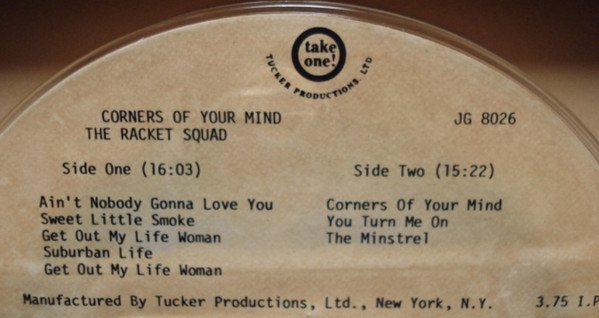 take
one!
TUCKER PRODUCTIONS, LTD
CORNERS OF YOUR MIND
JG 8026
THE RACKET SQUAD
Side One (16:03)
Side Two (15:22)
Ain't Nobody Gonna Love You
Sweet Little Smoke
Get Out My Life Woman
Suburban Life
Get Out My Life Woman
Corners Of Your Mind
You Turn Me On
The Minstrel
Manufactured By Tucker Productions, Ltd., New York, N.Y.
3.75 I.P